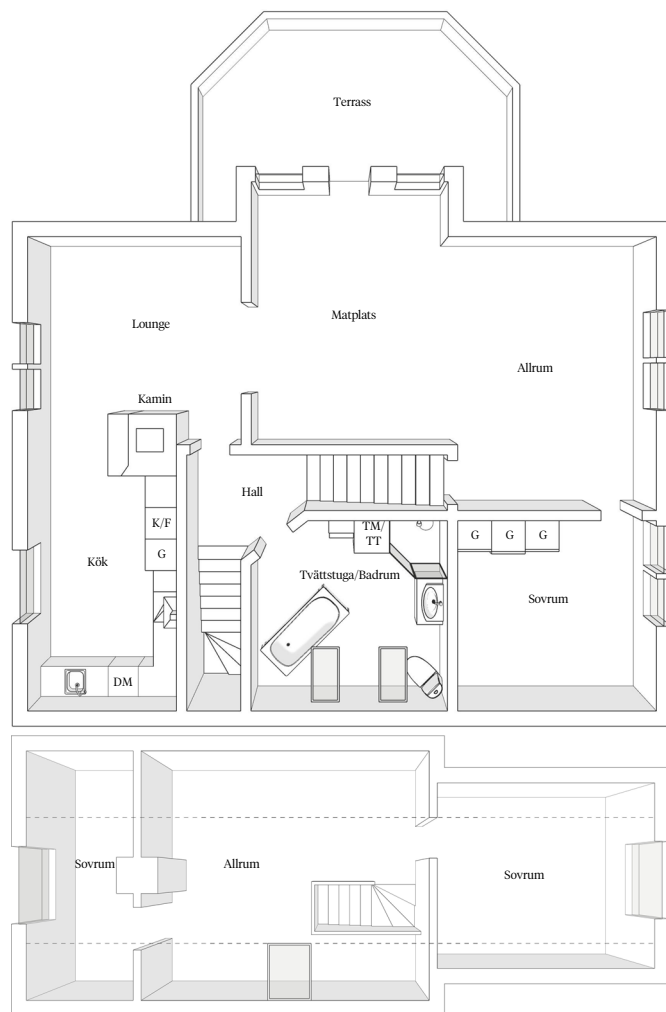 Terrass
Lounge
Matplats
Allrum
Kamin
Hall
K/F
G
Kök
TM/
TT
G G G
Tvättstuga/Badrum
Sovrum
DM
Sovrum
Allrum
Sovrum